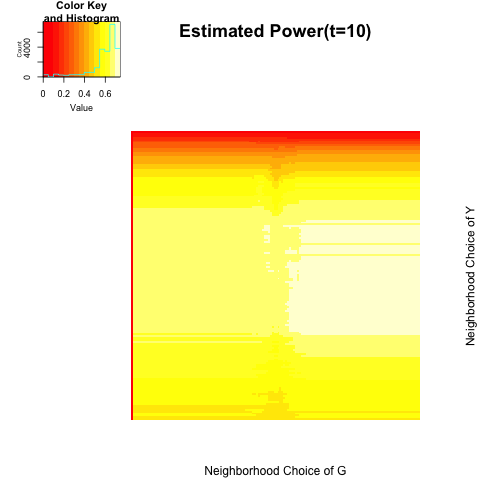 Color Key
and Histogram
Estimated Power(t=10)
Count
0 4000
0 0.2 0.4 0.6
Value
Neighborhood Choice of Y
Neighborhood Choice of G